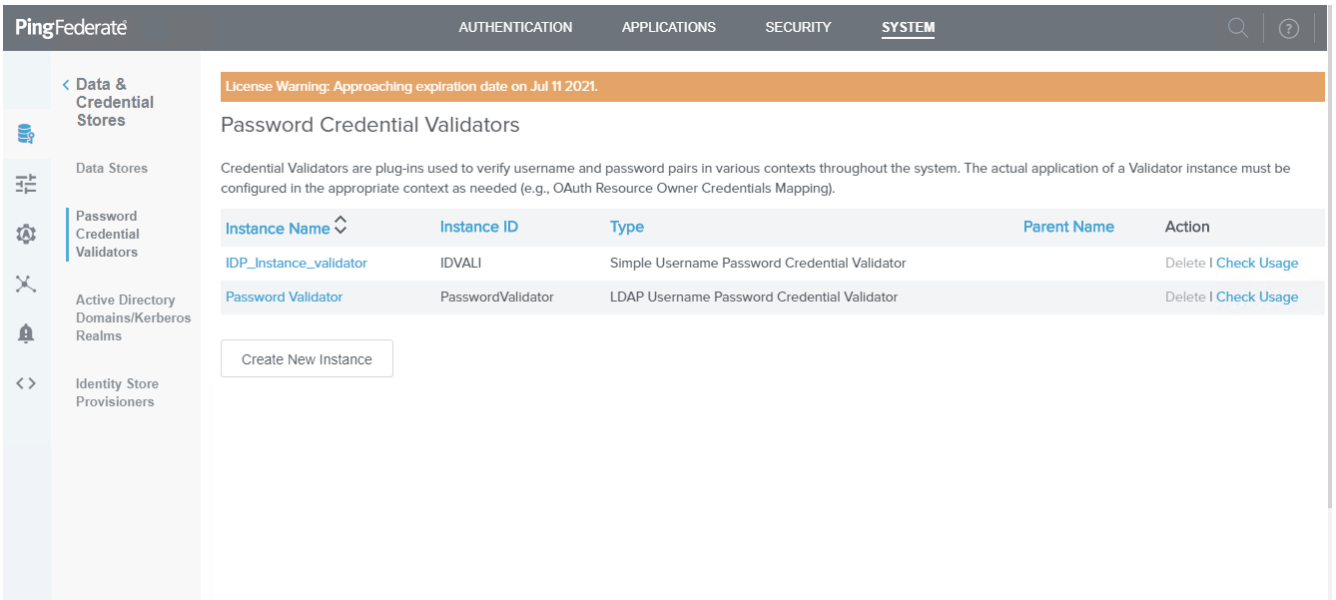 PingFederate
AUTHENTICATION
APPLICATIONS
SECURITY
SYSTEM
< Data &
Credential
Stores
Data Stores
Password
Credential
Validators
Active Directory
Domains/Kerberos
Realms
Identity Store
Provisioners
License Warning: Approaching expiration date on Jul 11 2021.
Password Credential Validators
Credential Validators are plug-ins used to verify username and password pairs in various contexts throughout the system. The actual application of a Validator instance must be
configured in the appropriate context as needed (e.g., OAuth Resource Owner Credentials Mapping).
Instance Name Instance ID Type Parent Name Action
IDP_Instance_validator IDVALI Simple Username Password Credential Validator Delete | Check Usage
Password Validator PasswordValidator LDAP Username Password Credential Validator Delete | Check Usage
Create New Instance